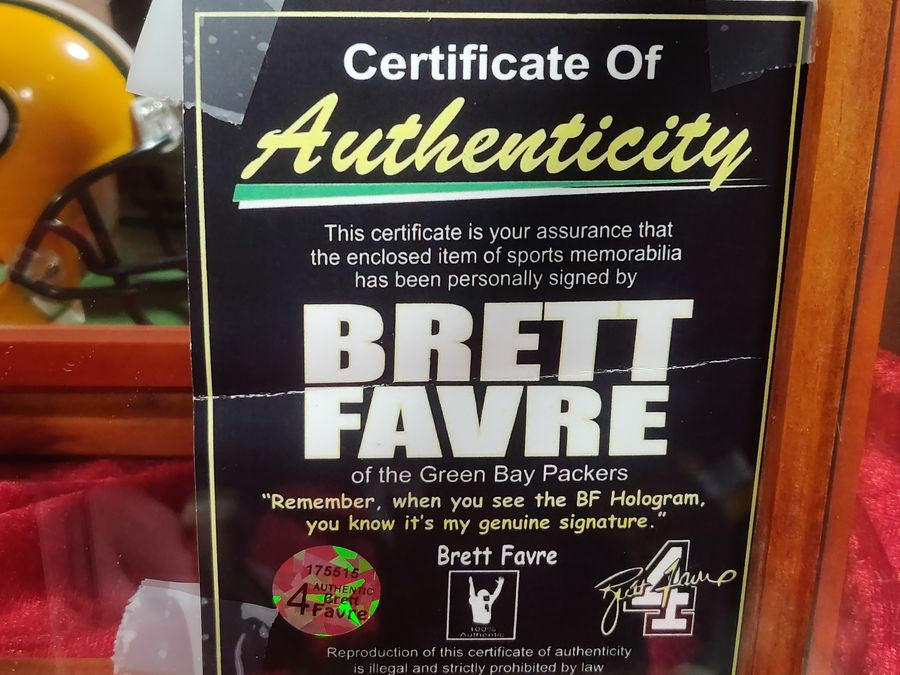 Certificate Of
Authenticity
This certificate is your assurance that
the enclosed item of sports memorabilia
has been personally signed by
BRETT
FAVRE
of the Green Bay Packers
"Remember, when you see the BF Hologram,
you know it's my genuine signature."
175515
4 AUTHENTIC
Brett
Favre
Brett Favre
100%
Authentic
Brett Favre
4
Reproduction of this certificate of authenticity
is illegal and strictly prohibited by law